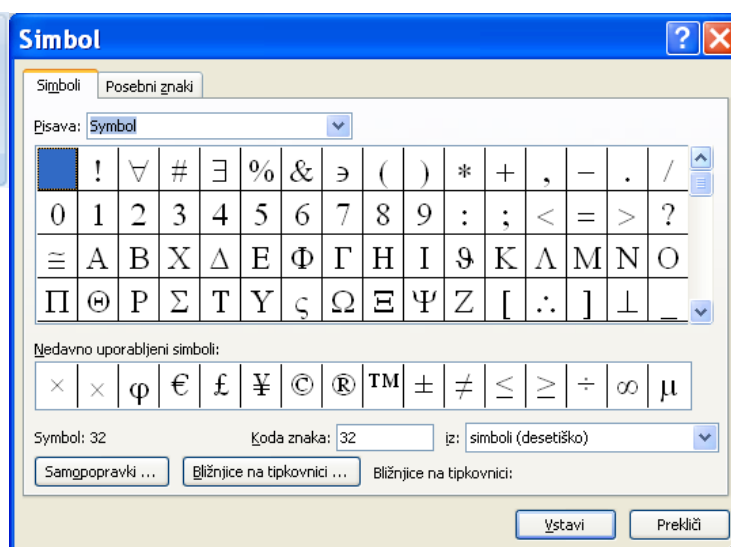 Simbol
Simboli Posebni znaki
Pisava: Symbol
! ∀ # ∃ % & ϶ ( ) * + , − . /
0 1 2 3 4 5 6 7 8 9 : ; < = > ?
≅ Α Β Χ Δ Ε Φ Γ Η Ι ϑ Κ Λ Μ Ν Ο
Π Θ Ρ Σ Τ Υ ς Ω Ξ Ψ Ζ [ ∴ ] ⊥ _
Nedavno uporabljeni simboli:
× × φ € £ ¥ © ® ™ ± ≠ ≤ ≥ ÷ ∞ µ
Symbol: 32 Koda znaka: 32 iz: simboli (desetiško)
Samopopravki ... Bližnjice na tipkovnici ... Bližnjice na tipkovnici:
Vstavi Prekliči